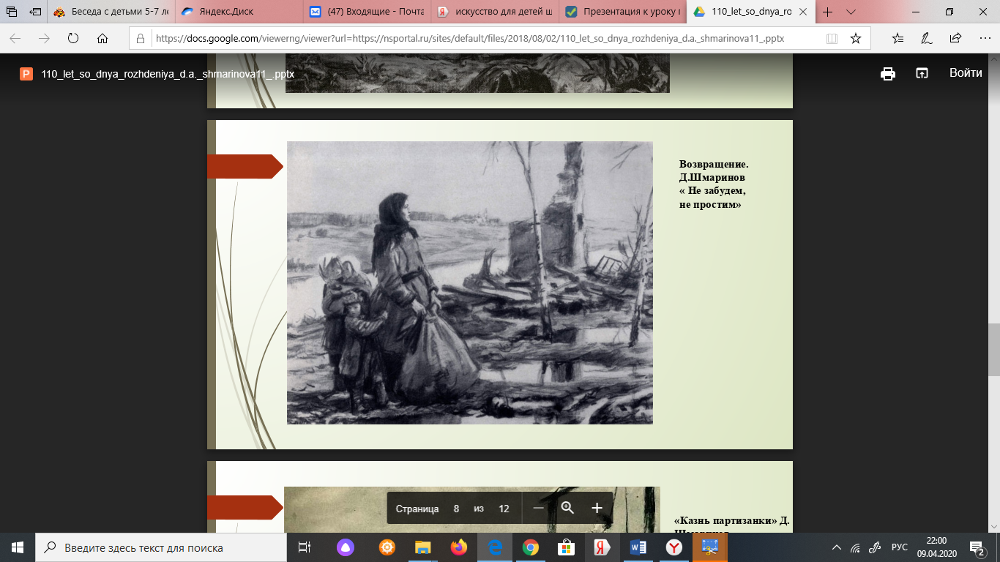 Беседа с детьми 5-7 ле
Яндекс.Диск
(47) Входящие - Почта
искусство для детей ш
Презентация к уроку п
110_let_so_dnya_ro
https://docs.google.com/viewerng/viewer?url=https://nsportal.ru/sites/default/files/2018/08/02/110_let_so_dnya_rozhdeniya_d.a._shmarinova11_.pptx
110_let_so_dnya_rozhdeniya_d.a._shmarinova11_.pptx
Войти
Возвращение.
Д.Шмаринов
« Не забудем,
не простим»
Страница 8 из 12
«Казнь партизанки» Д.
Введите здесь текст для поиска
РУС
22:00
09.04.2020
2